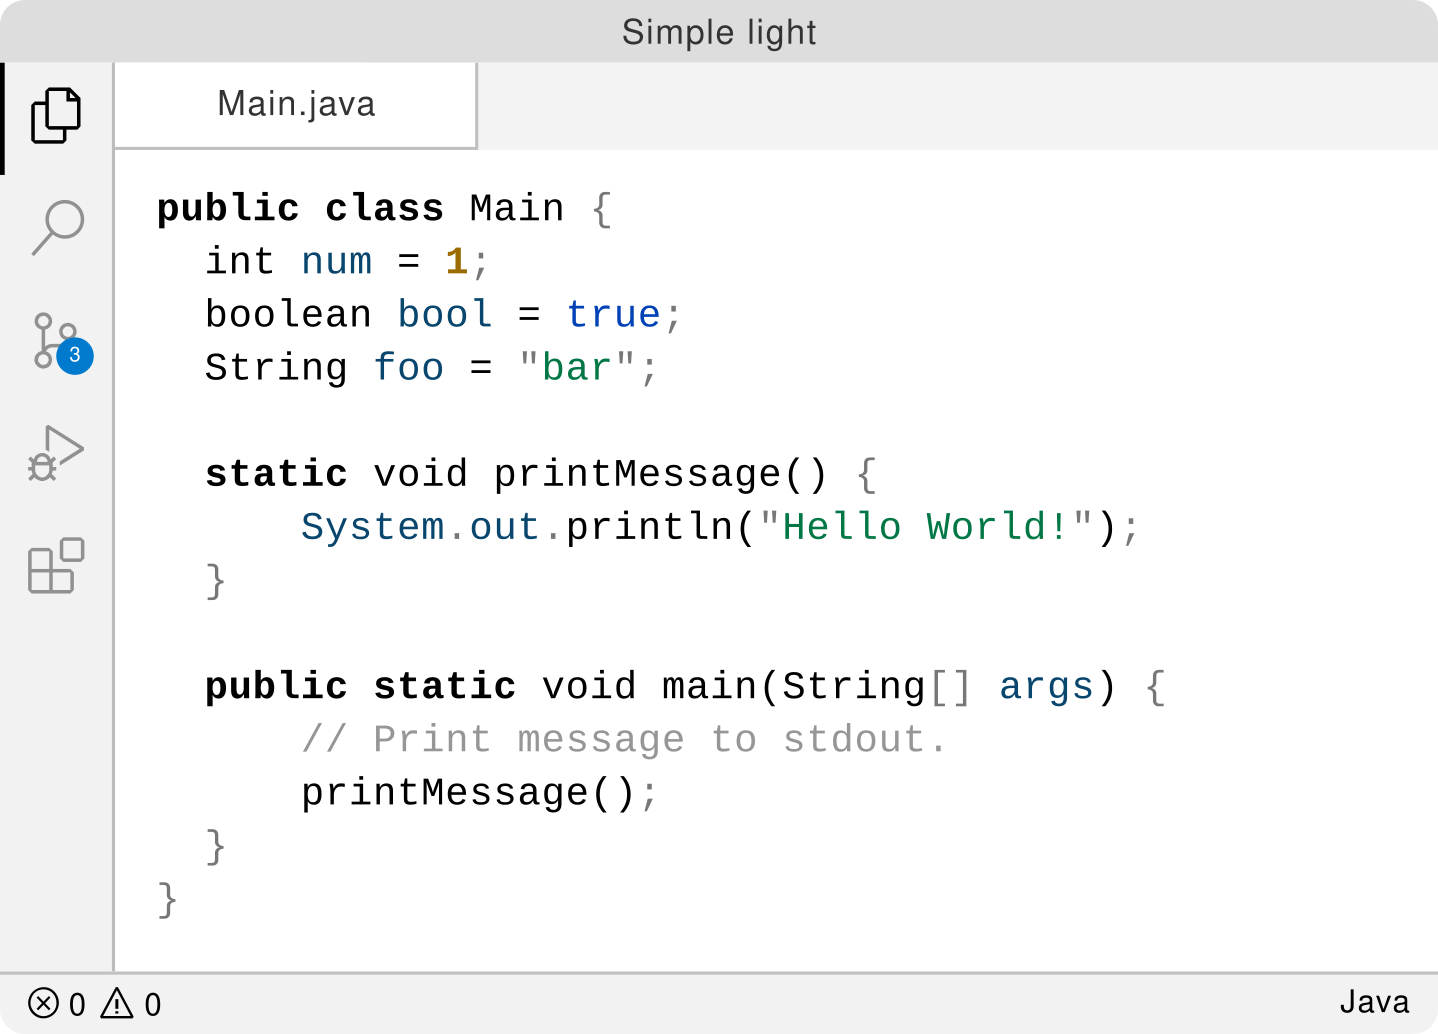 Simple light
Main.java
public class Main {
  int num = 1;
  boolean bool = true;
  String foo = "bar";

  static void printMessage() {
      System.out.println("Hello World!");
  }

  public static void main(String[] args) {
      // Print message to stdout.
      printMessage();
  }
}
3
0 0
Java